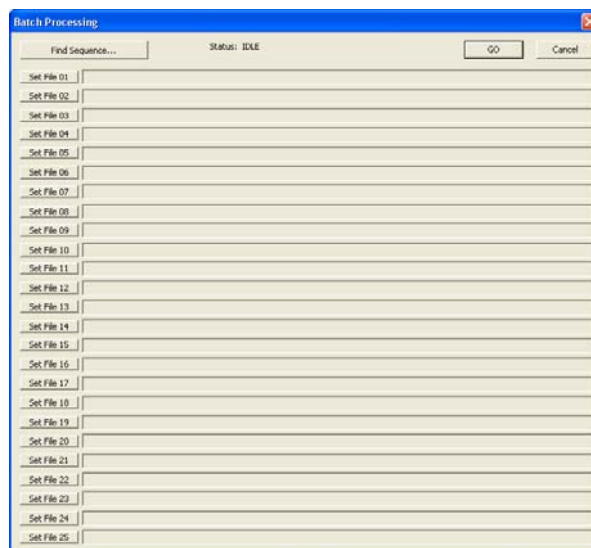 Batch Processing
Find Sequence... Status: IDLE GO Cancel
Set File 01
Set File 02
Set File 03
Set File 04
Set File 05
Set File 06
Set File 07
Set File 08
Set File 09
Set File 10
Set File 11
Set File 12
Set File 13
Set File 14
Set File 15
Set File 16
Set File 17
Set File 18
Set File 19
Set File 20
Set File 21
Set File 22
Set File 23
Set File 24
Set File 25